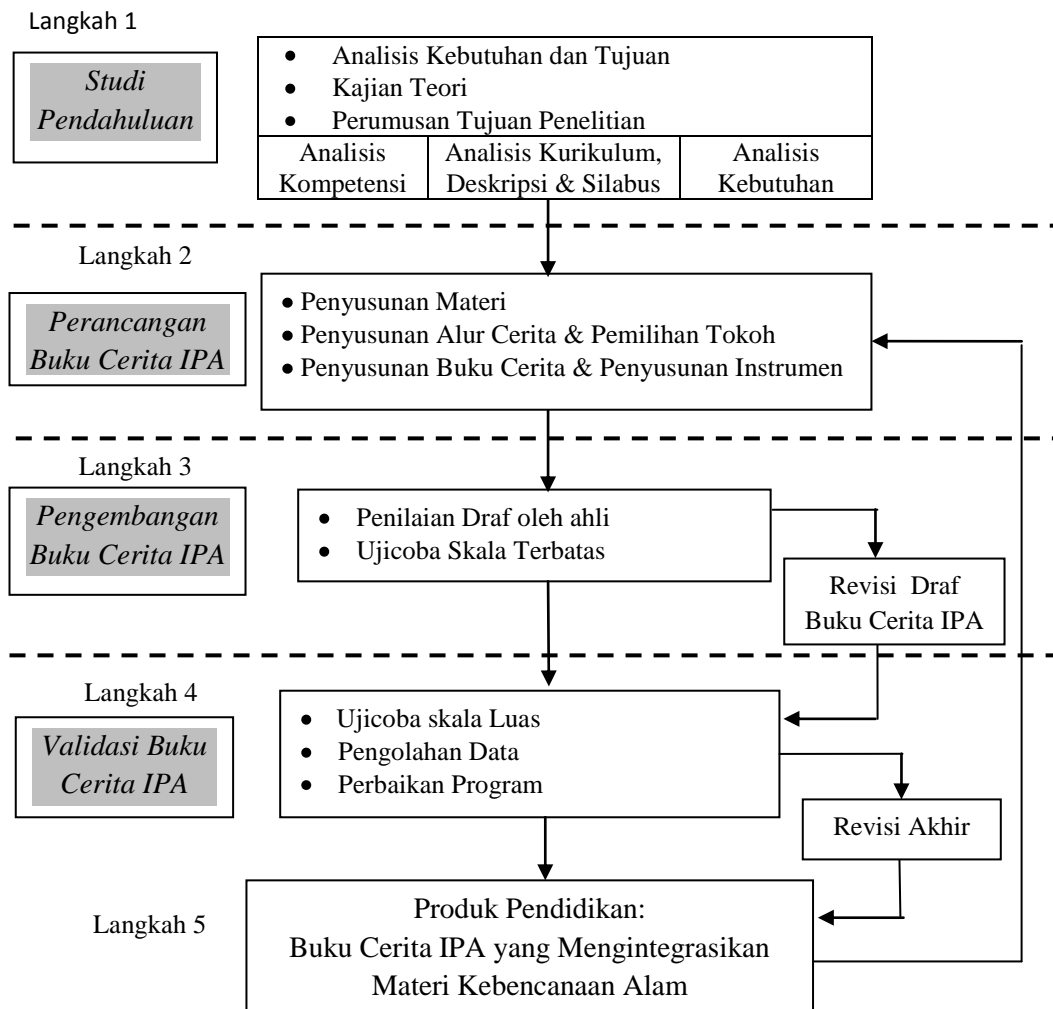 Langkah 1
Studi
Pendahuluan
• Analisis Kebutuhan dan Tujuan
• Kajian Teori
• Perumusan Tujuan Penelitian
Analisis
Kompetensi
Analisis Kurikulum,
Deskripsi & Silabus
Analisis
Kebutuhan
Langkah 2
Perancangan
Buku Cerita IPA
• Penyusunan Materi
• Penyusunan Alur Cerita & Pemilihan Tokoh
• Penyusunan Buku Cerita & Penyusunan Instrumen
Langkah 3
Pengembangan
Buku Cerita IPA
• Penilaian Draf oleh ahli
• Ujicoba Skala Terbatas
Revisi Draf
Buku Cerita IPA
Langkah 4
Validasi Buku
Cerita IPA
• Ujicoba skala Luas
• Pengolahan Data
• Perbaikan Program
Revisi Akhir
Langkah 5
Produk Pendidikan:
Buku Cerita IPA yang Mengintegrasikan
Materi Kebencanaan Alam